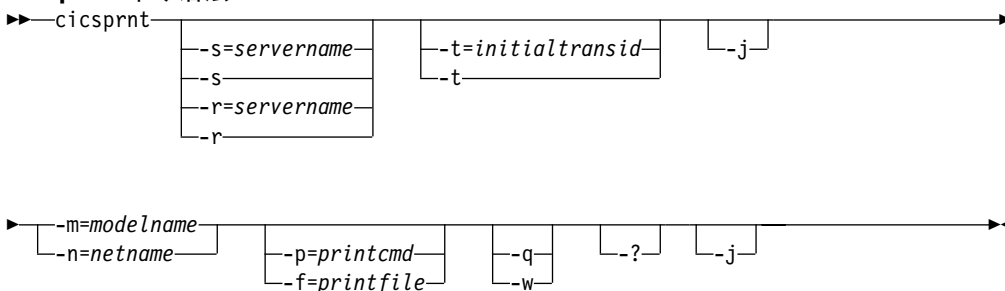 cicsprnt
-s=servername -t=initialtransid -j
-s -t
-r=servername
-r
-m=modelname
-n=netname -p=printcmd -q -? -j
-f=printfile -w